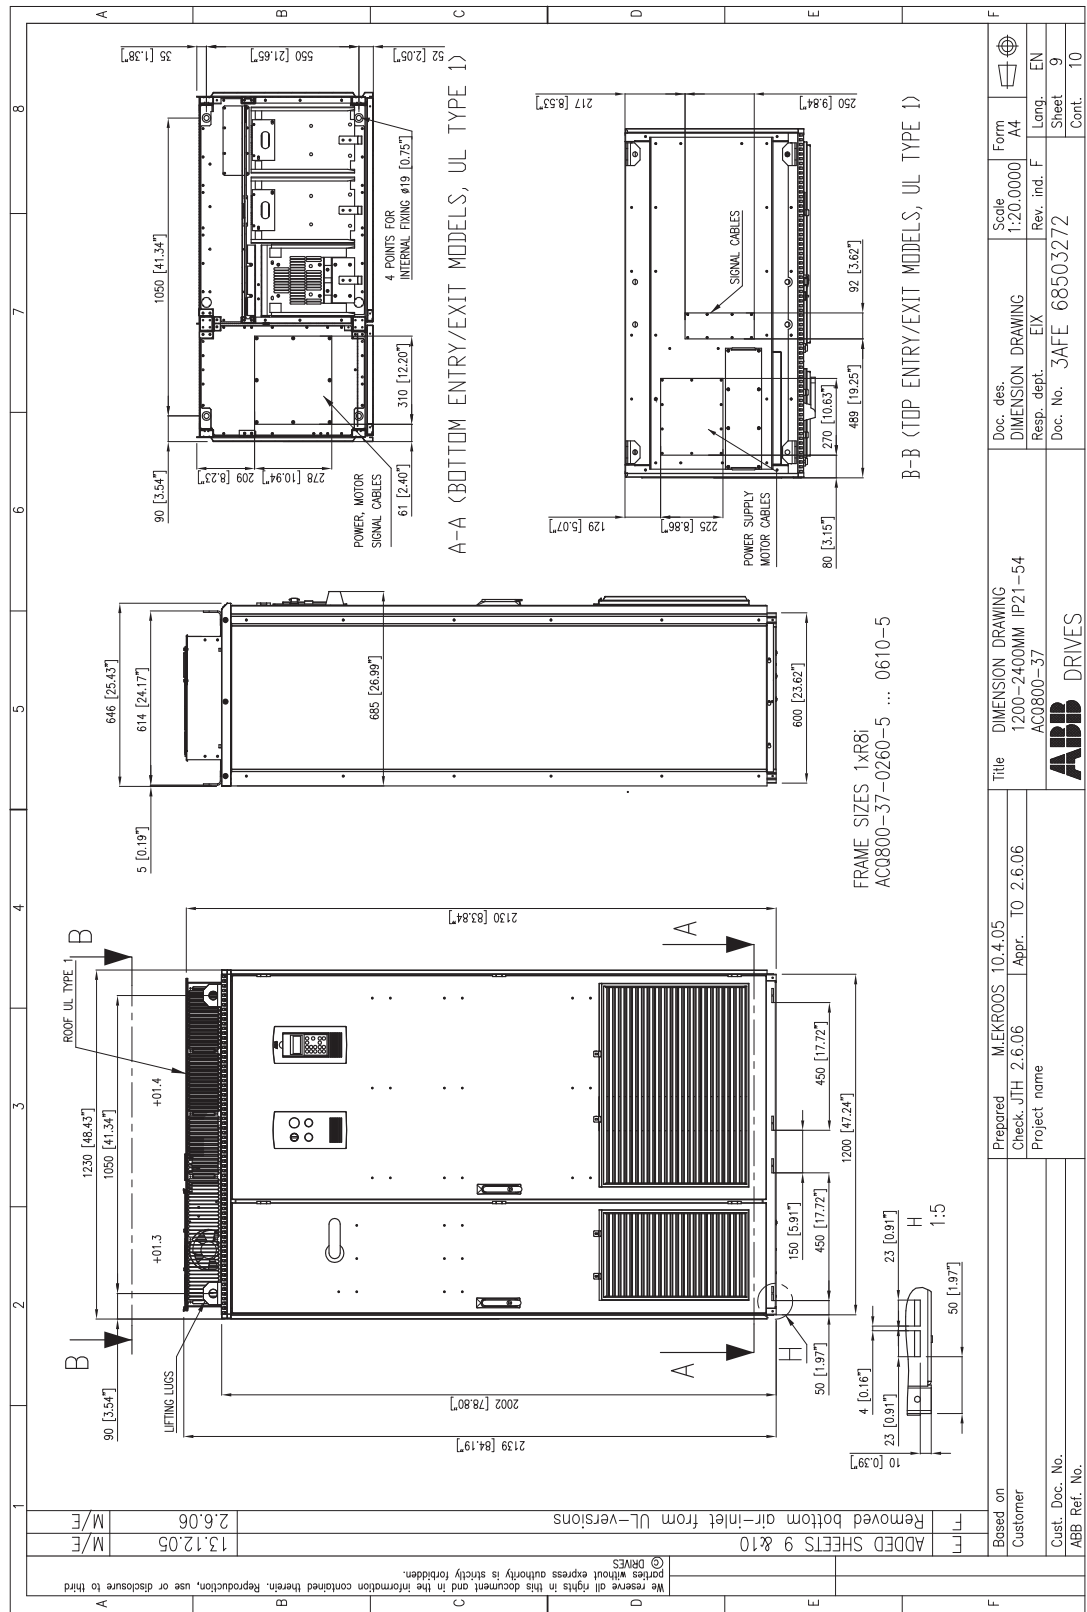 1
2
3
4
5
6
7
8
A
B
C
D
E
F
A
B
C
D
E
F
B
B
A
A
H
90 [3.54"]
1230 [48.43"]
1050 [41.34"]
ROOF UL TYPE 1
LIFTING LUGS
+01.3
+01.4
2130 [83.84"]
2002 [78.80"]
2139 [84.19"]
50 [1.97"]
450 [17.72"]
150 [5.91"]
450 [17.72"]
1200 [47.24"]
4 [0.16"]
23 [0.91"]
23 [0.91"]
10 [0.39"]
50 [1.97"]
H
1:5
5 [0.19"]
646 [25.43"]
614 [24.17"]
685 [26.99"]
600 [23.62"]
FRAME SIZES 1xR8i
ACQ800-37-0260-5 ... 0610-5
90 [3.54"]
1050 [41.34"]
35 [1.38"]
550 [21.65"]
52 [2.05"]
209 [8.23"]
278 [10.94"]
POWER, MOTOR
SIGNAL CABLES
61 [2.40"]
310 [12.20"]
4 POINTS FOR
INTERNAL FIXING ø19 [0.75"]
A-A (BOTTOM ENTRY/EXIT MODELS, UL TYPE 1)
217 [8.53"]
250 [9.84"]
129 [5.07"]
225 [8.86"]
POWER SUPPLY
MOTOR CABLES
SIGNAL CABLES
80 [3.15"]
270 [10.63"]
489 [19.25"]
92 [3.62"]
B-B (TOP ENTRY/EXIT MODELS, UL TYPE 1)
F Removed bottom air-inlet from UL-versions 2.6.06 M/E
E ADDED SHEETS 9 &10 13.12.05 M/E
We reserve all rights in this document and in the information contained therein. Reproduction, use or disclosure to third
parties without express authority is strictly forbidden.
© DRIVES
Based on
Customer
Cust. Doc. No.
ABB Ref. No.
Prepared M.EKROOS 10.4.05
Check. JTH 2.6.06 Appr. TO 2.6.06
Project name
Title DIMENSION DRAWING
1200-2400MM IP21-54
ACQ800-37
ABB DRIVES
Doc. des.
DIMENSION DRAWING
Resp. dept. EIX
Doc. No. 3AFE 68503272
Scale
1:20.0000
Form
A4
Rev. ind. F
Lang. EN
Sheet 9
Cont. 10